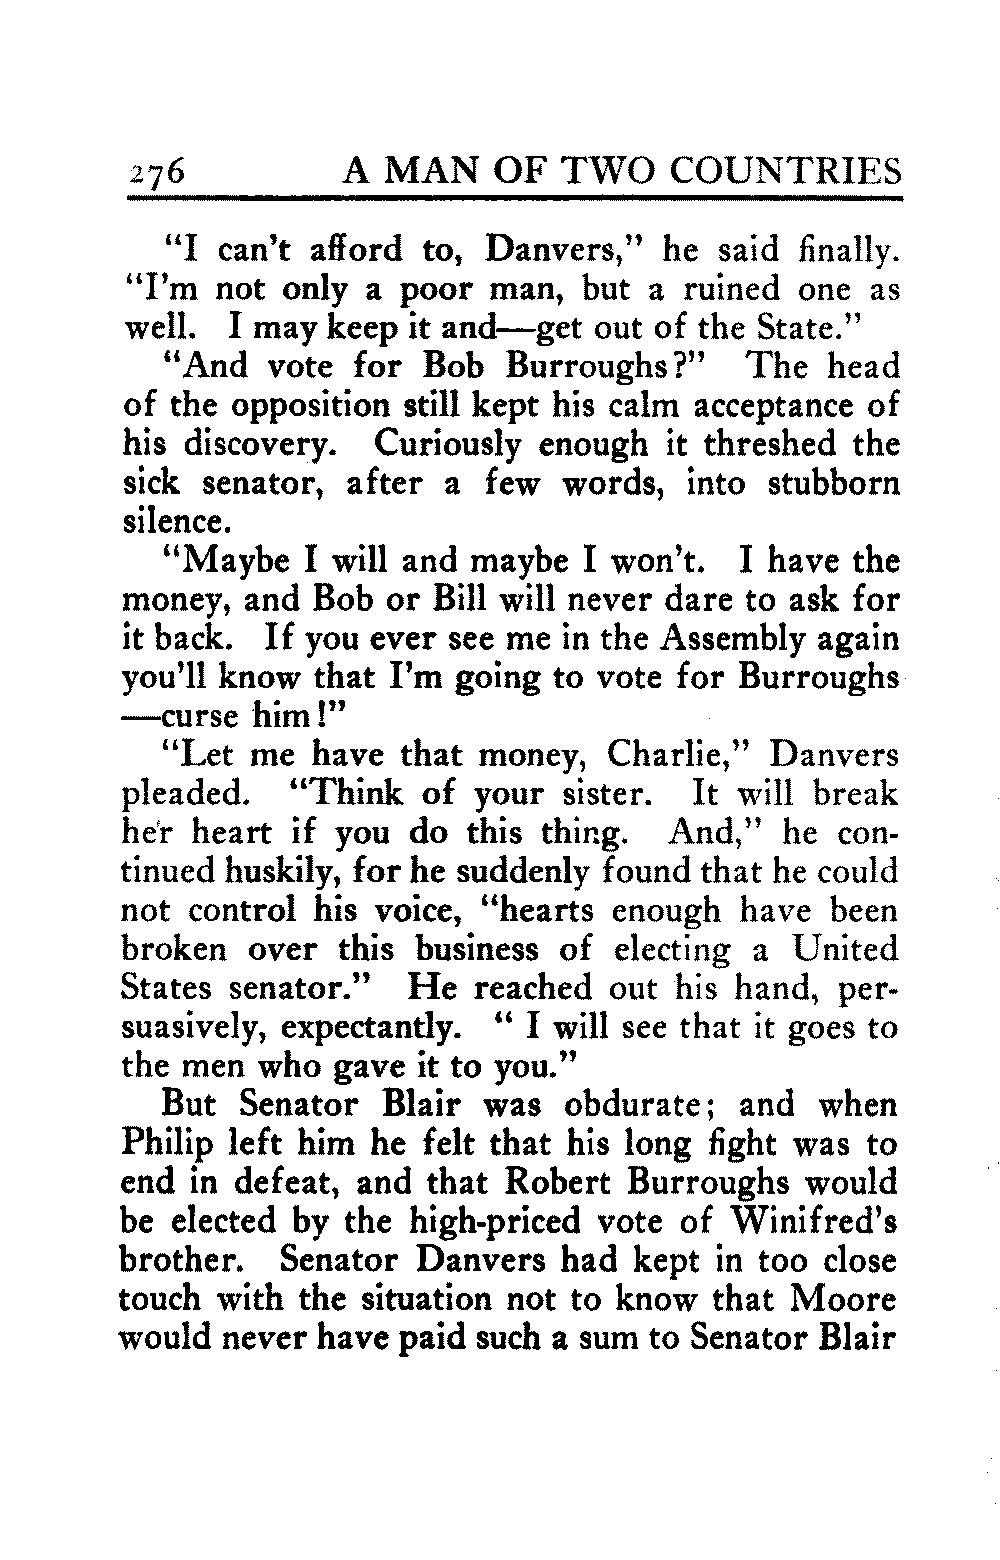 276 A MAN OF TWO COUNTRIES
“I can’t afford to, Danvers,” he said finally.
“I’m not only a poor man, but a ruined one as
well. I may keep it and—get out of the State.”
“And vote for Bob Burroughs?” The head
of the opposition still kept his calm acceptance of
his discovery. Curiously enough it threshed the
sick senator, after a few words, into stubborn
silence.
“Maybe I will and maybe I won’t. I have the
money, and Bob or Bill will never dare to ask for
it back. If you ever see me in the Assembly again
you’ll know that I’m going to vote for Burroughs
—curse him!”
“Let me have that money, Charlie,” Danvers
pleaded. “Think of your sister. It will break
her heart if you do this thing. And,” he con-
tinued huskily, for he suddenly found that he could
not control his voice, “hearts enough have been
broken over this business of electing a United
States senator.” He reached out his hand, per-
suasively, expectantly. “ I will see that it goes to
the men who gave it to you.”
But Senator Blair was obdurate; and when
Philip left him he felt that his long fight was to
end in defeat, and that Robert Burroughs would
be elected by the high-priced vote of Winifred’s
brother. Senator Danvers had kept in too close
touch with the situation not to know that Moore
would never have paid such a sum to Senator Blair